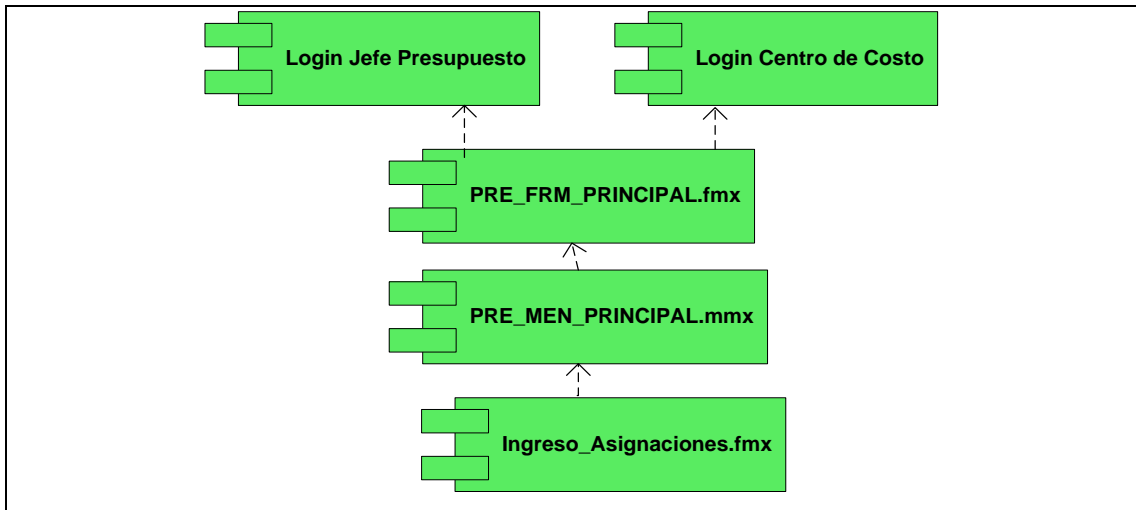 Login Jefe Presupuesto
Login Centro de Costo
PRE_FRM_PRINCIPAL.fmx
PRE_MEN_PRINCIPAL.mmx
Ingreso_Asignaciones.fmx